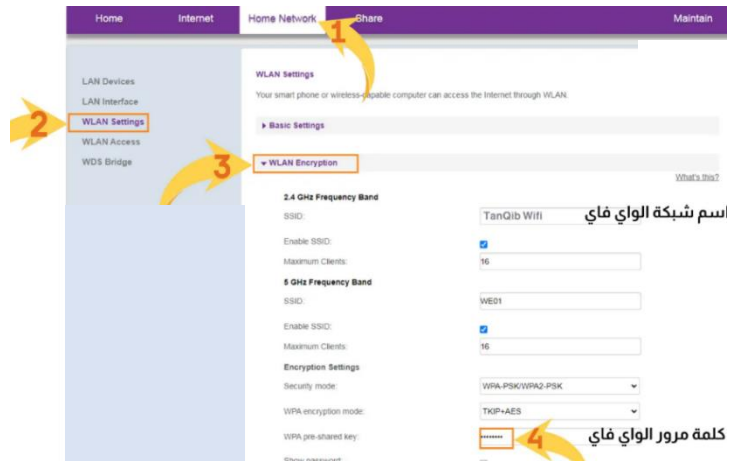 Home Internet Home Network Share Maintain
1
LAN Devices
LAN Interface
2 WLAN Settings
WLAN Access
WDS Bridge
WLAN Settings
Your smart phone or wireless-capable computer can access the Internet through WLAN.
Basic Settings
3 WLAN Encryption
What's this?
2.4 GHz Frequency Band
SSID: TanQib Wifi اسم شبكة الواي فاي
Enable SSID:
Maximum Clients: 16
5 GHz Frequency Band
SSID: WE01
Enable SSID:
Maximum Clients: 16
Encryption Settings
Security mode: WPA-PSK/WPA2-PSK
WPA encryption mode: TKIP+AES
WPA pre-shared key: •••••••• 4 كلمة مرور الواي فاي
Show password: